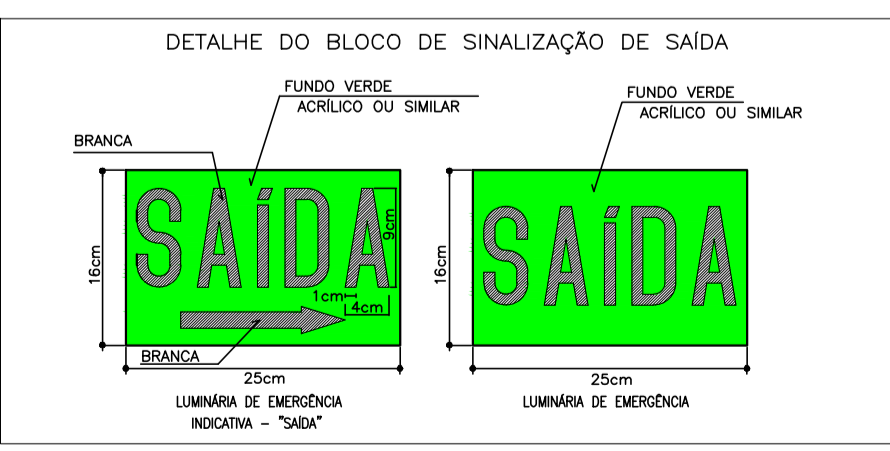 DETALHE DO BLOCO DE SINALIZAÇÃO DE SAÍDA
FUNDO VERDE
ACRÍLICO OU SIMILAR
BRANCA
16cm
SAÍDA
9cm
1cm
4cm
BRANCA
25cm
LUMINÁRIA DE EMERGÊNCIA
INDICATIVA - "SAÍDA"
FUNDO VERDE
ACRÍLICO OU SIMILAR
16cm
SAÍDA
25cm
LUMINÁRIA DE EMERGÊNCIA